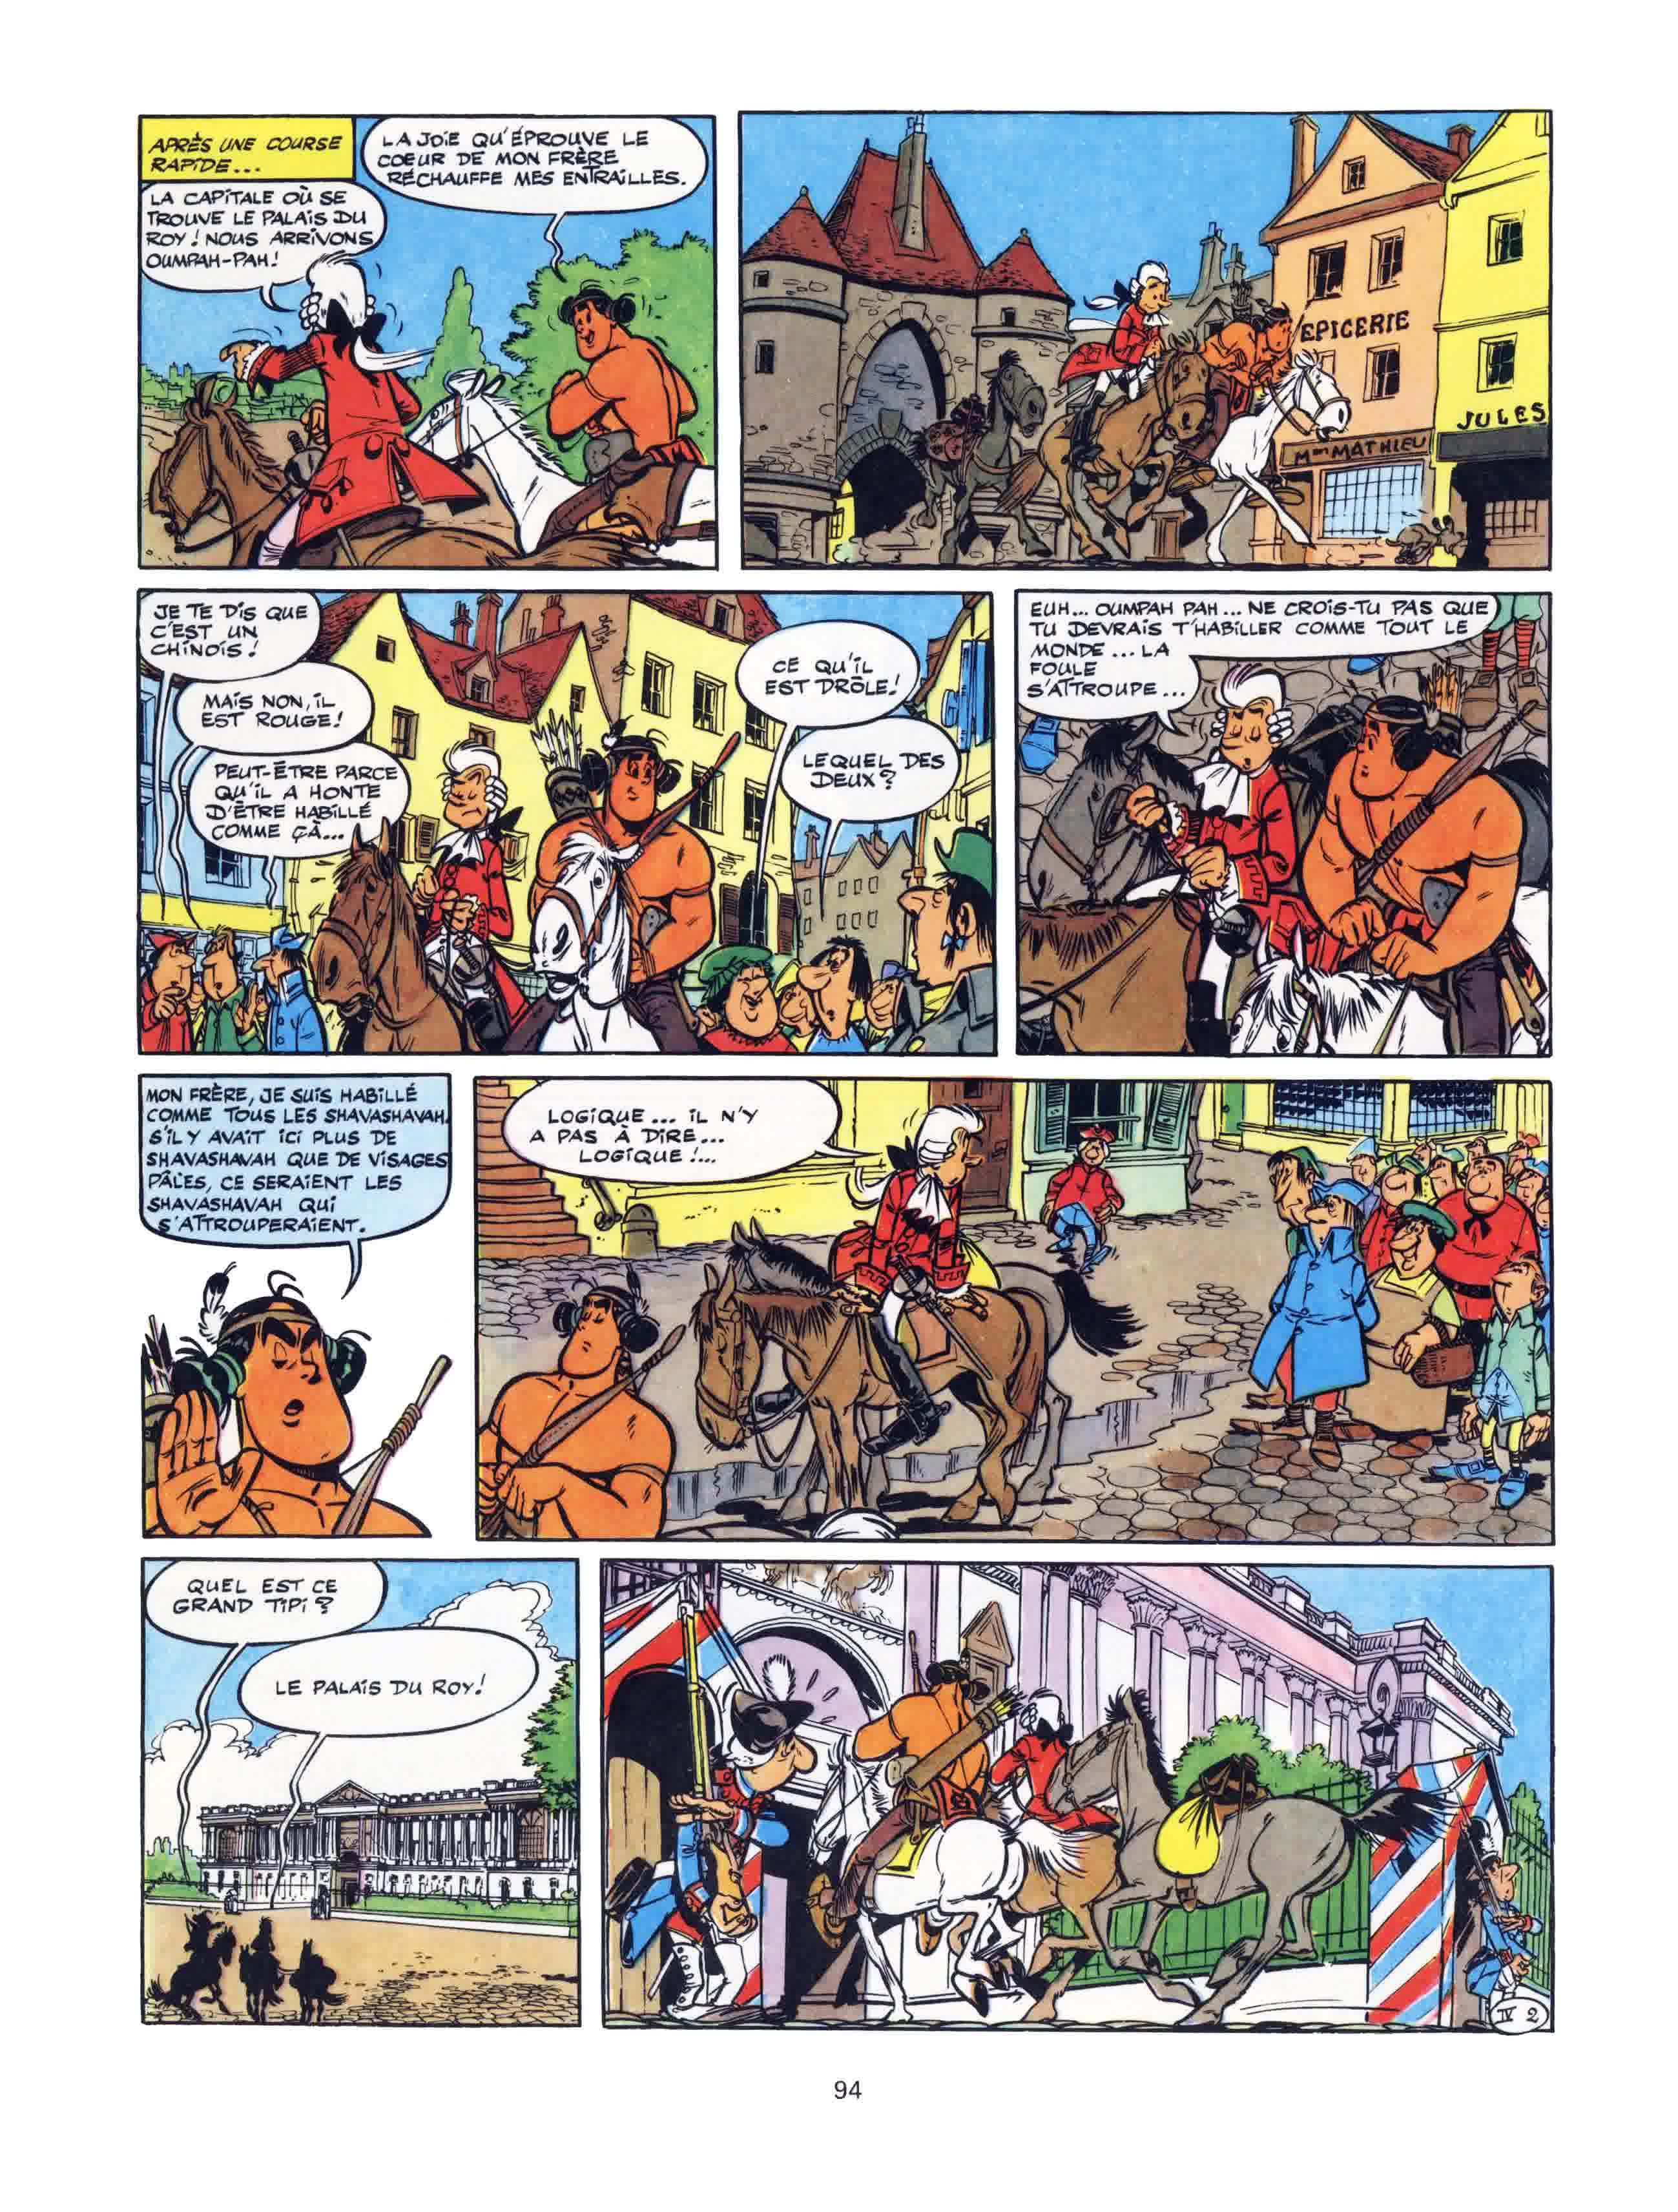 APRÈS UNE COURSE
RAPIDE...
LA CAPITALE OÙ SE
TROUVE LE PALAIS DU
ROY! NOUS ARRIVONS
OUMPAH-PAH!
LA JOIE QU'ÉPROUVE LE
COEUR DE MON FRÈRE
RÉCHAUFFE MES ENTRAILLES.
EPICERIE
JULES
Mme MATHIEU
JE TE DIS QUE
C'EST UN
CHINOIS!
MAIS NON, IL
EST ROUGE!
PEUT-ÊTRE PARCE
QU'IL A HONTE
D'ÊTRE HABILLÉ
COMME ÇÀ...
CE QU'IL
EST DRÔLE!
LEQUEL DES
DEUX?
EUH... OUMPAH PAH... NE CROIS-TU PAS QUE
TU DEVRAIS T'HABILLER COMME TOUT LE
MONDE... LA
FOULE
S'ATTROUPE...
MON FRÈRE, JE SUIS HABILLÉ
COMME TOUS LES SHAVASHAVAH.
S'IL Y AVAIT ICI PLUS DE
SHAVASHAVAH QUE DE VISAGES
PÂLES, CE SERAIENT LES
SHAVASHAVAH QUI
S'ATTROUPERAIENT.
LOGIQUE... IL N'Y
A PAS À DIRE...
LOGIQUE!...
QUEL EST CE
GRAND TIPI?
LE PALAIS DU ROY!
IV 2
94